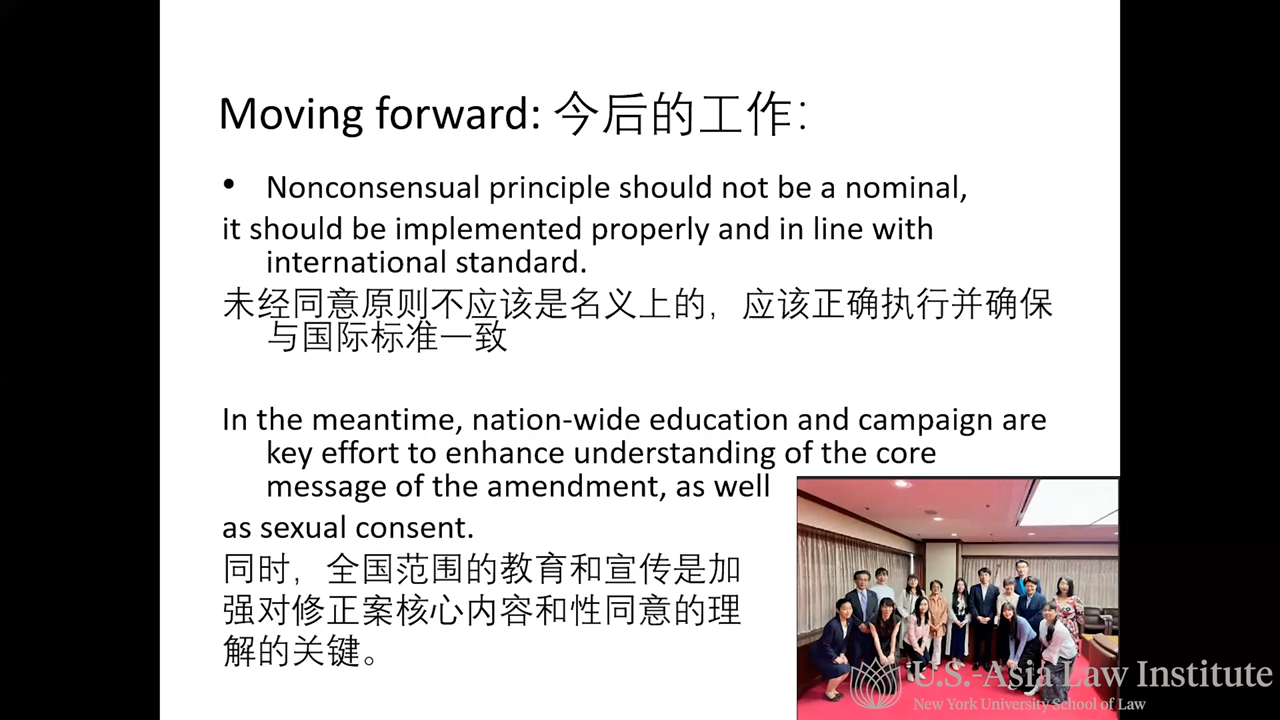 Moving forward: 今后的工作：
• Nonconsensual principle should not be a nominal,
it should be implemented properly and in line with
international standard.
未经同意原则不应该是名义上的，应该正确执行并确保
与国际标准一致
In the meantime, nation-wide education and campaign are
key effort to enhance understanding of the core
message of the amendment, as well
as sexual consent.
同时，全国范围的教育和宣传是加
强对修正案核心内容和性同意的理
解的关键。
U.S.-Asia Law Institute
New York University School of Law